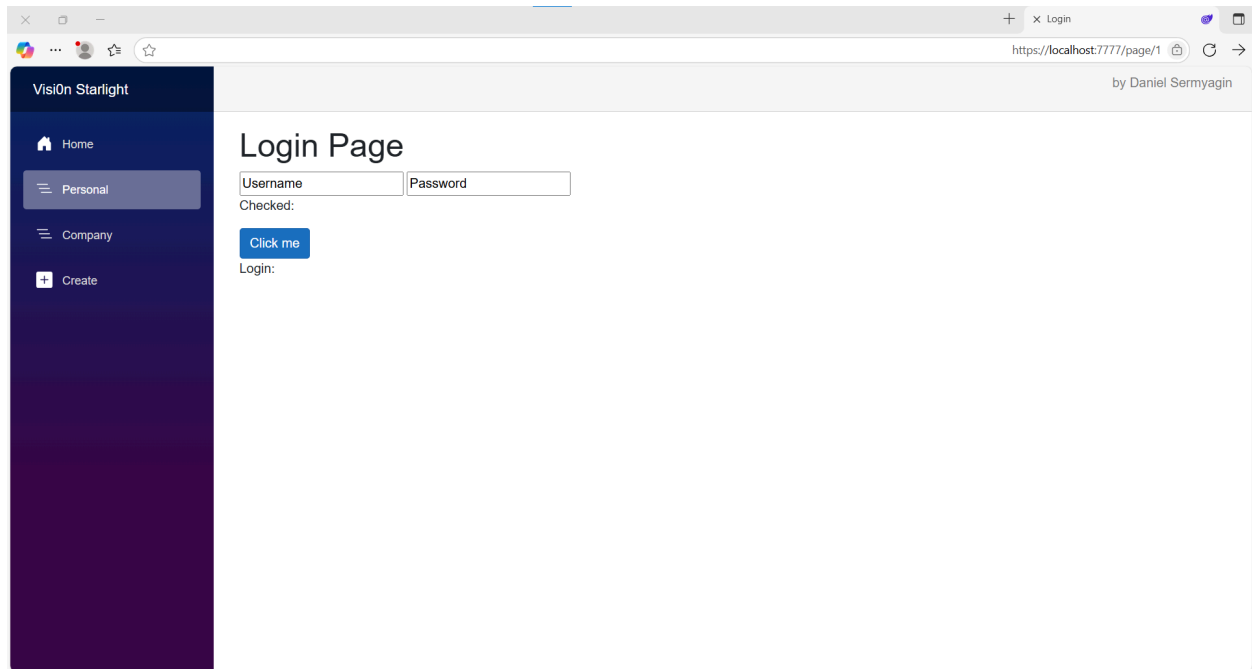 Login
https://localhost:7777/page/1
Visi0n Starlight
by Daniel Sermyagin
Home
Personal
Company
Create
Login Page
Username Password
Checked:
Click me
Login: